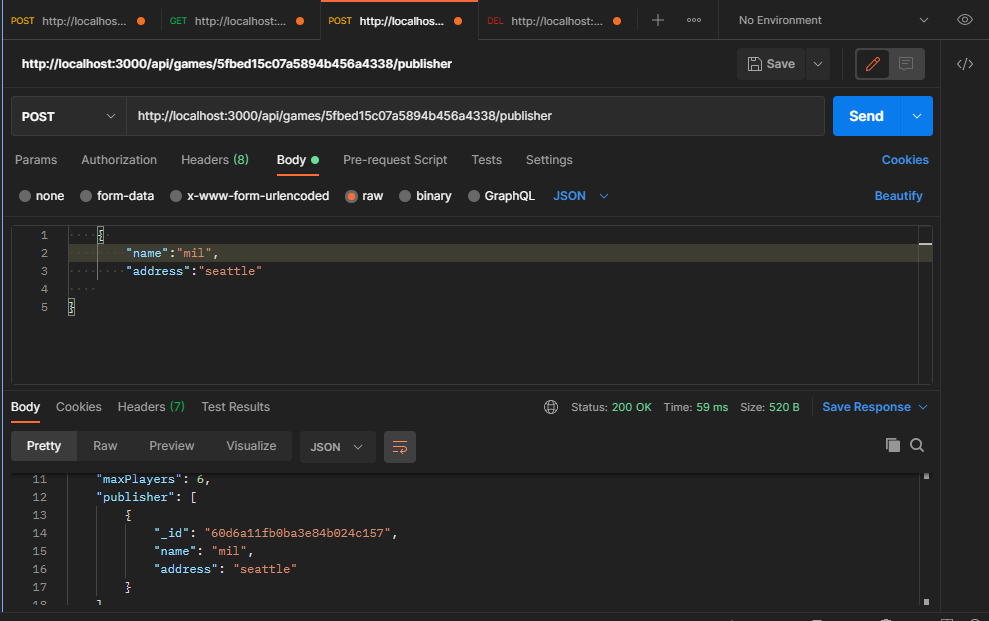 POST http://localhos... GET http://localhost:... POST http://localhos... DEL http://localhost:... No Environment
http://localhost:3000/api/games/5fbed15c07a5894b456a4338/publisher Save
POST http://localhost:3000/api/games/5fbed15c07a5894b456a4338/publisher Send
Params Authorization Headers (8) Body Pre-request Script Tests Settings Cookies
none form-data x-www-form-urlencoded raw binary GraphQL JSON Beautify
1 {
2 "name":"mil",
3 "address":"seattle"
4
5 }
Body Cookies Headers (7) Test Results Status: 200 OK Time: 59 ms Size: 520 B Save Response
Pretty Raw Preview Visualize JSON
11 "maxPlayers": 6,
12 "publisher": [
13 {
14 "_id": "60d6a11fb0ba3e84b024c157",
15 "name": "mil",
16 "address": "seattle"
17 }
18 ]